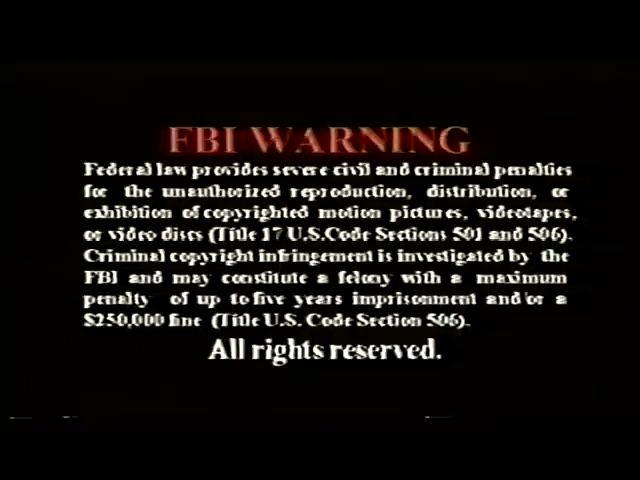 FBI WARNING
Federal law provides severe civil and criminal penalties
for the unauthorized reproduction, distribution, or
exhibition of copyrighted motion pictures, videotapes,
or video discs (Title 17 U.S.Code Sections 501 and 506).
Criminal copyright infringement is investigated by the
FBI and may constitute a felony with a maximum
penalty of up to five years imprisonment and/or a
$250,000 fine (Title U.S. Code Section 506).
All rights reserved.